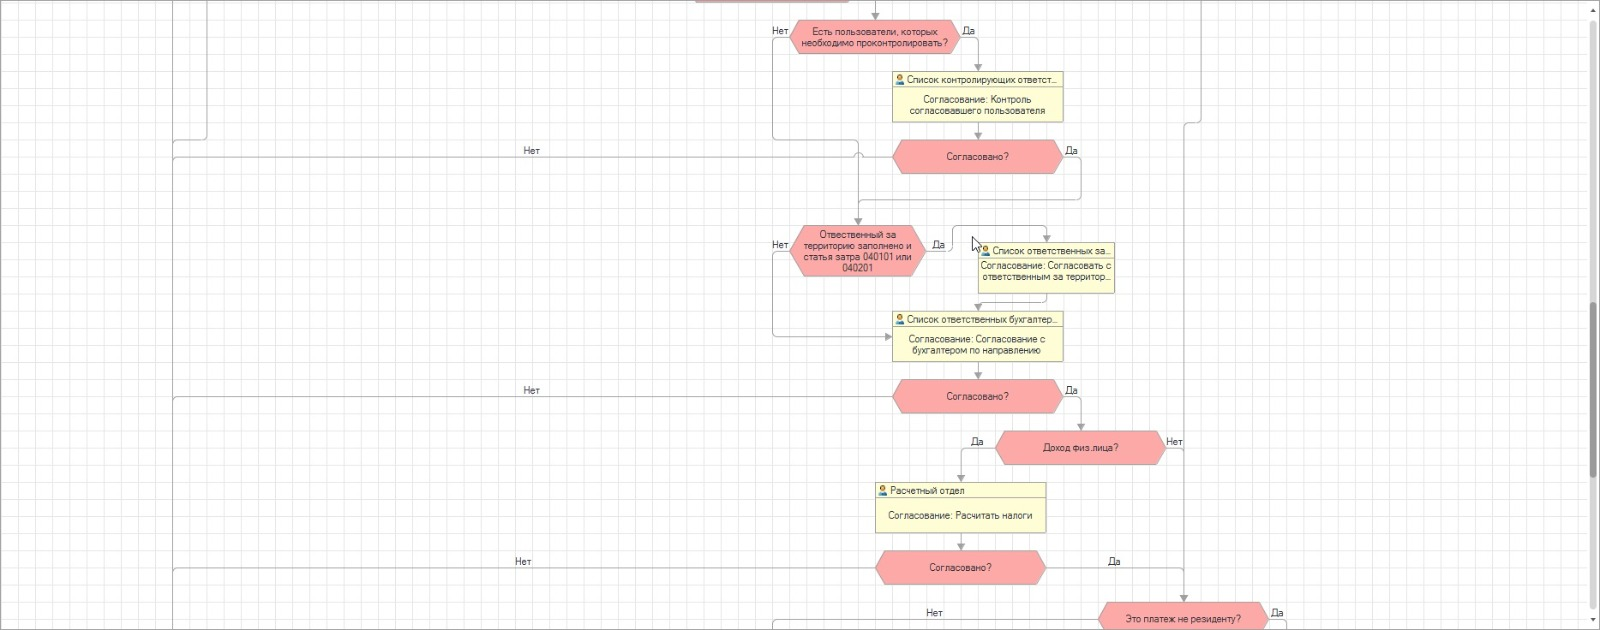 Есть пользователи, которых
необходимо проконтролировать?
Нет
Да
Список контролирующих ответст...
Согласование: Контроль
согласовавшего пользователя
Нет
Согласовано?
Да
Отвественный за
территорию заполнено и
статья затра 040101 или
040201
Нет
Да
Список ответственных за...
Согласование: Согласовать с
ответственным за территор...
Список ответственных бухгалтер...
Согласование: Согласование с
бухгалтером по направлению
Нет
Согласовано?
Да
Да
Доход физ.лица?
Нет
Расчетный отдел
Согласование: Расчитать налоги
Нет
Согласовано?
Да
Нет
Это платеж не резиденту?
Да